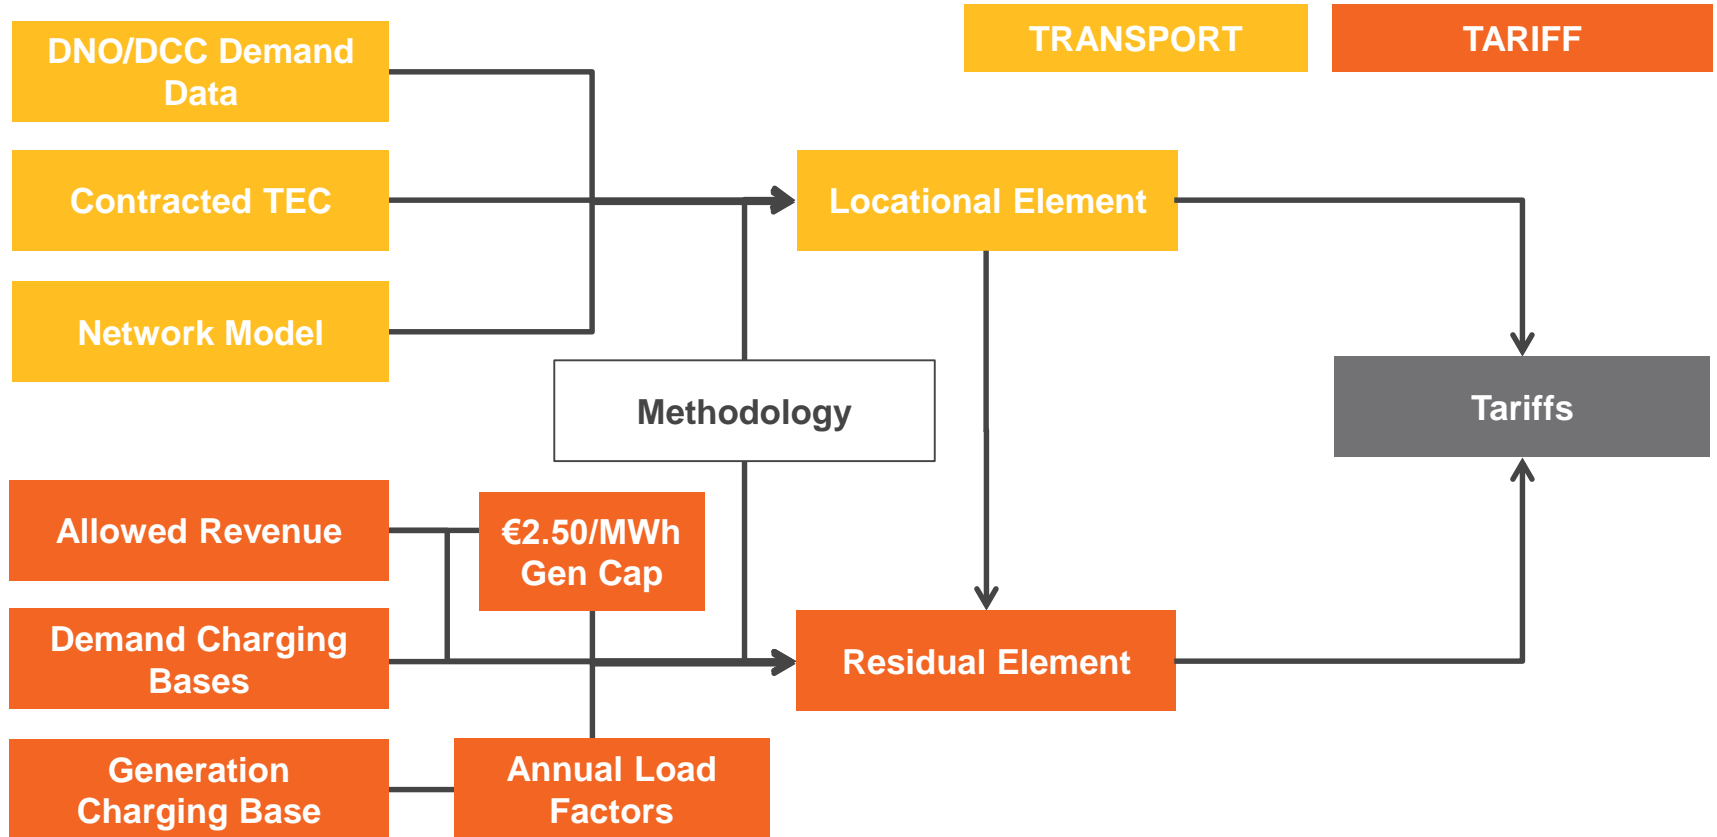 TRANSPORT
TARIFF
DNO/DCC Demand
Data
Contracted TEC
Locational Element
Network Model
Methodology
Tariffs
Allowed Revenue
€2.50/MWh
Gen Cap
Demand Charging
Bases
Residual Element
Generation
Charging Base
Annual Load
Factors